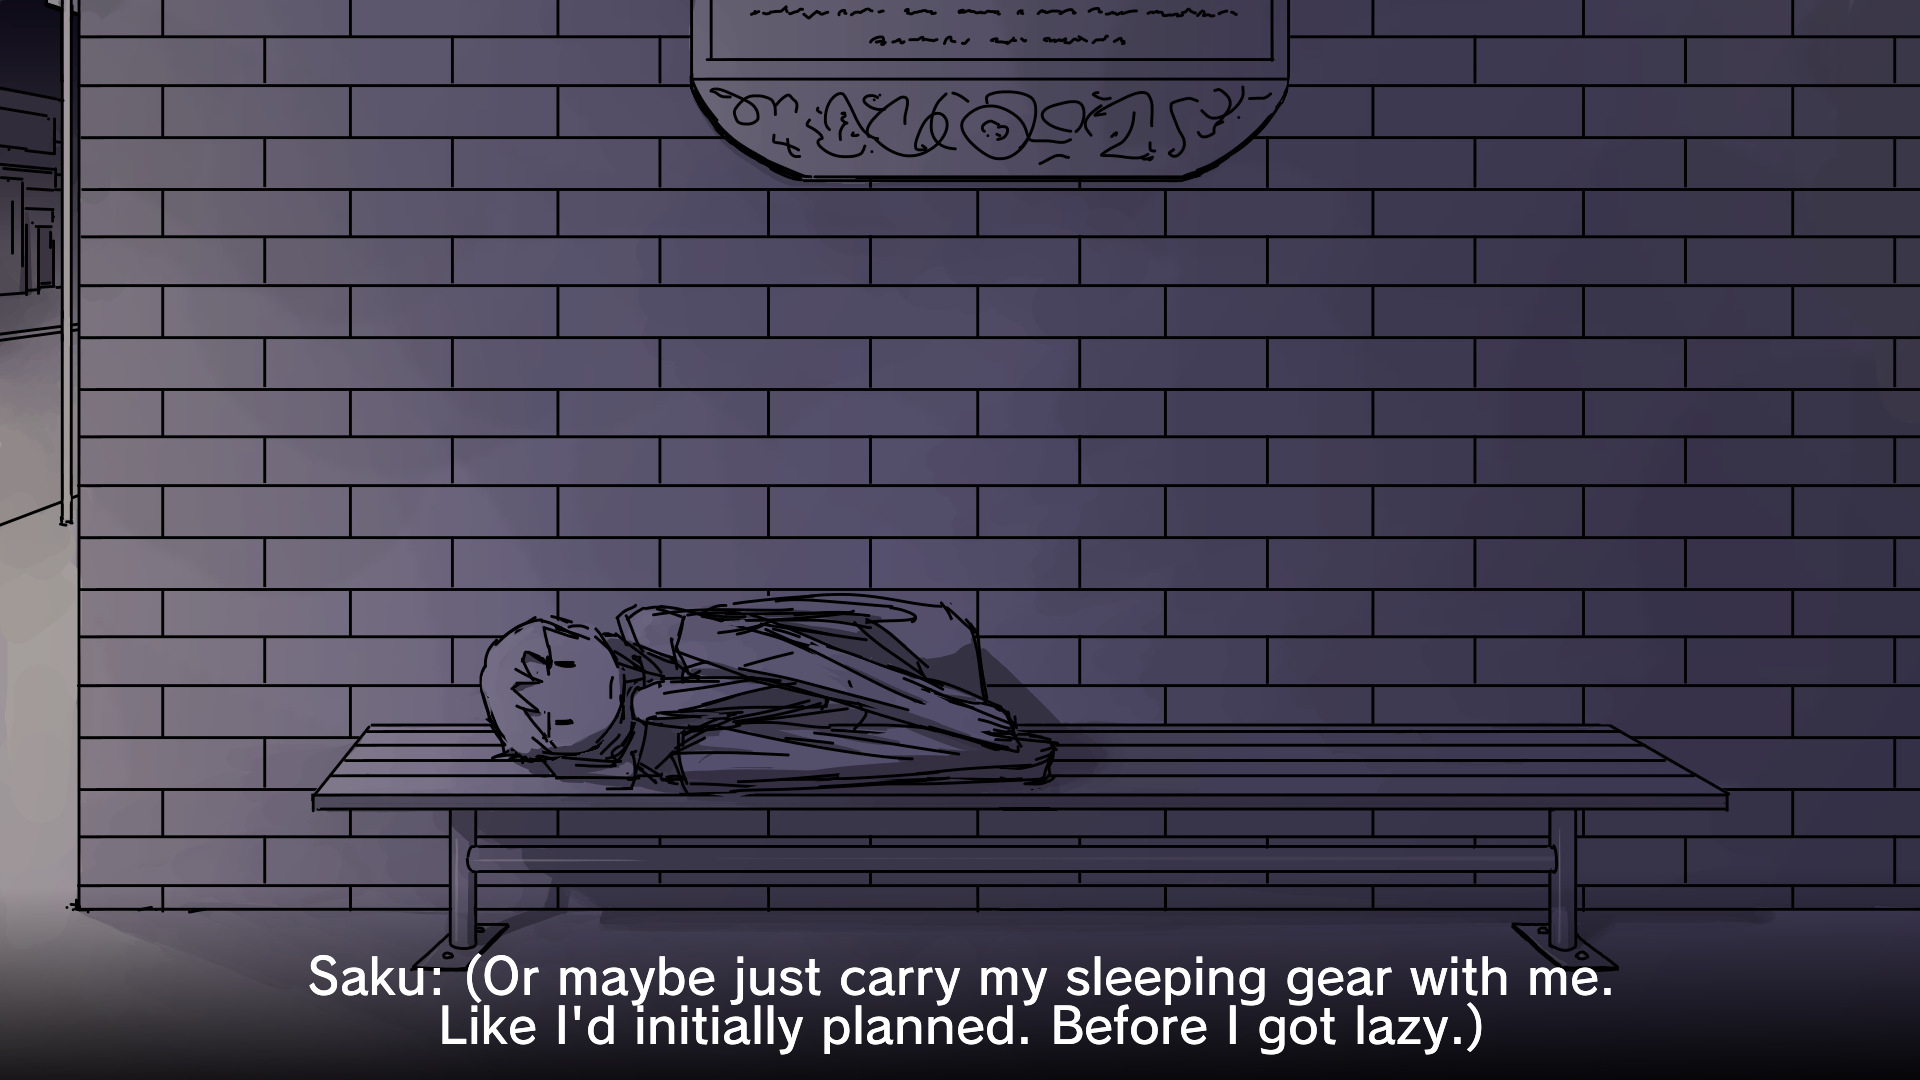 Saku: (Or maybe just carry my sleeping gear with me.
Like I'd initially planned. Before I got lazy.)